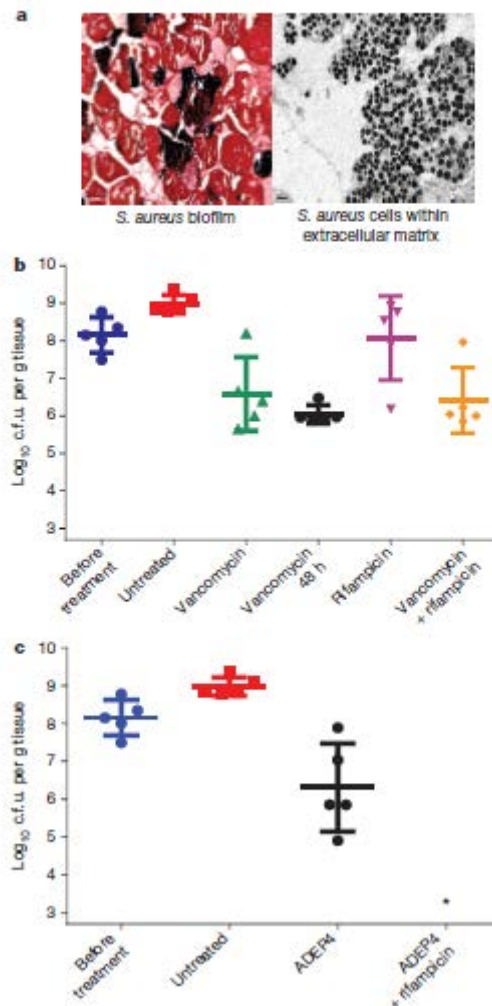 a
S. aureus biofilm
S. aureus cells within
extracellular matrix
b
Log10 c.f.u. per g tissue
10
9
8
7
6
5
4
3
Before
treatment
Untreated
Vancomycin
Vancomycin
48 h
Rifampicin
Vancomycin
+ rifampicin
c
Log10 c.f.u. per g tissue
10
9
8
7
6
5
4
3
*
Before
treatment
Untreated
ADEP4
ADEP4
+ rifampicin